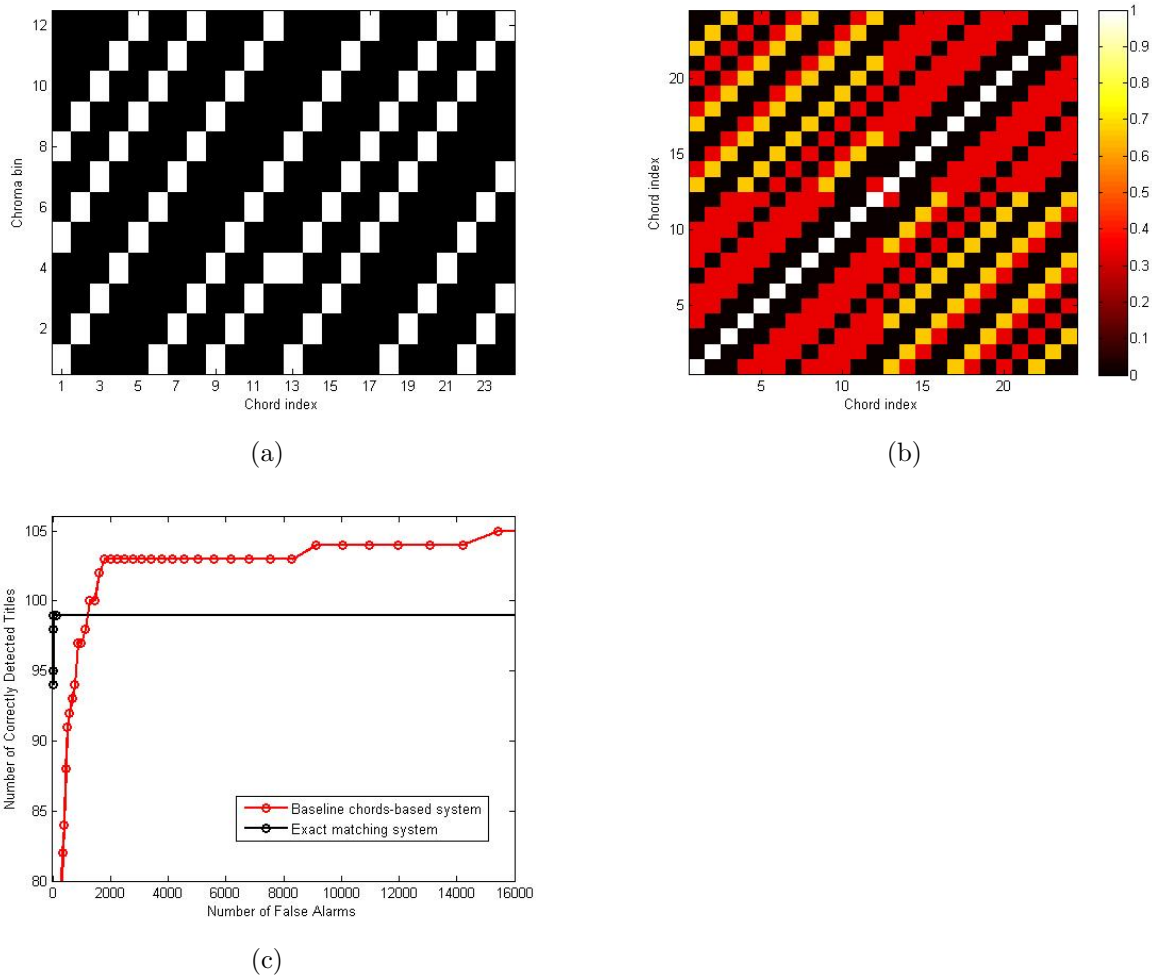 12
10
8
6
4
2
Chroma bin
1 3 5 7 9 11 13 15 17 19 21 23
Chord index
(a)
20
15
10
5
Chord index
5 10 15 20
Chord index
1
0.9
0.8
0.7
0.6
0.5
0.4
0.3
0.2
0.1
0
(b)
105
100
95
90
85
80
Number of Correctly Detected Titles
Baseline chords-based system
Exact matching system
0 2000 4000 6000 8000 10000 12000 14000 16000
Number of False Alarms
(c)